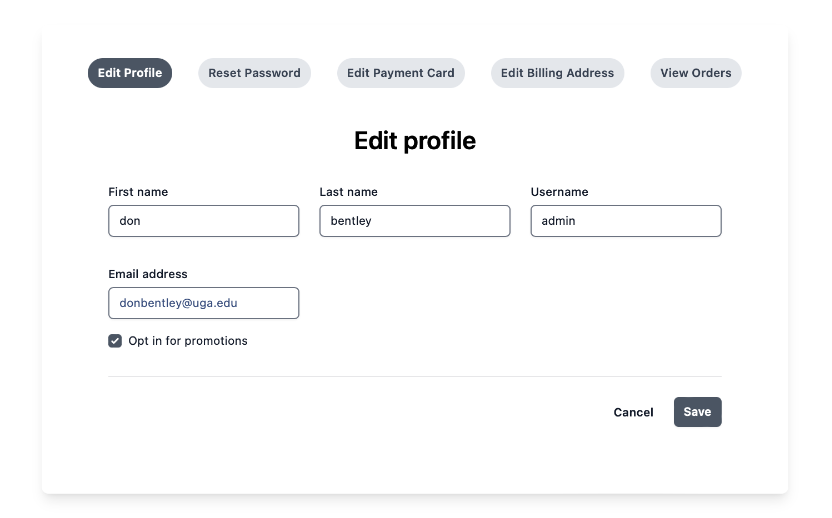 Edit Profile Reset Password Edit Payment Card Edit Billing Address View Orders
Edit profile
First name Last name Username
don bentley admin
Email address
donbentley@uga.edu
Opt in for promotions
Cancel Save